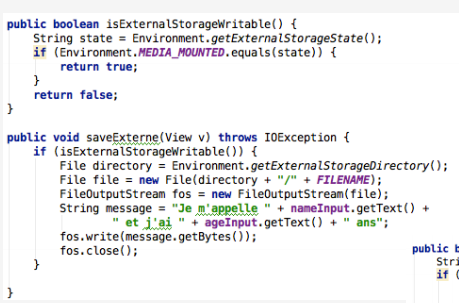 public boolean isExternalStorageWritable() {
    String state = Environment.getExternalStorageState();
    if (Environment.MEDIA_MOUNTED.equals(state)) {
        return true;
    }
    return false;
}

public void saveExterne(View v) throws IOException {
    if (isExternalStorageWritable()) {
        File directory = Environment.getExternalStorageDirectory();
        File file = new File(directory + "/" + FILENAME);
        FileOutputStream fos = new FileOutputStream(file);
        String message = "Je m'appelle " + nameInput.getText() +
                " et j'ai " + ageInput.getText() + " ans";
        fos.write(message.getBytes());
        fos.close();
    }
}
public
if (